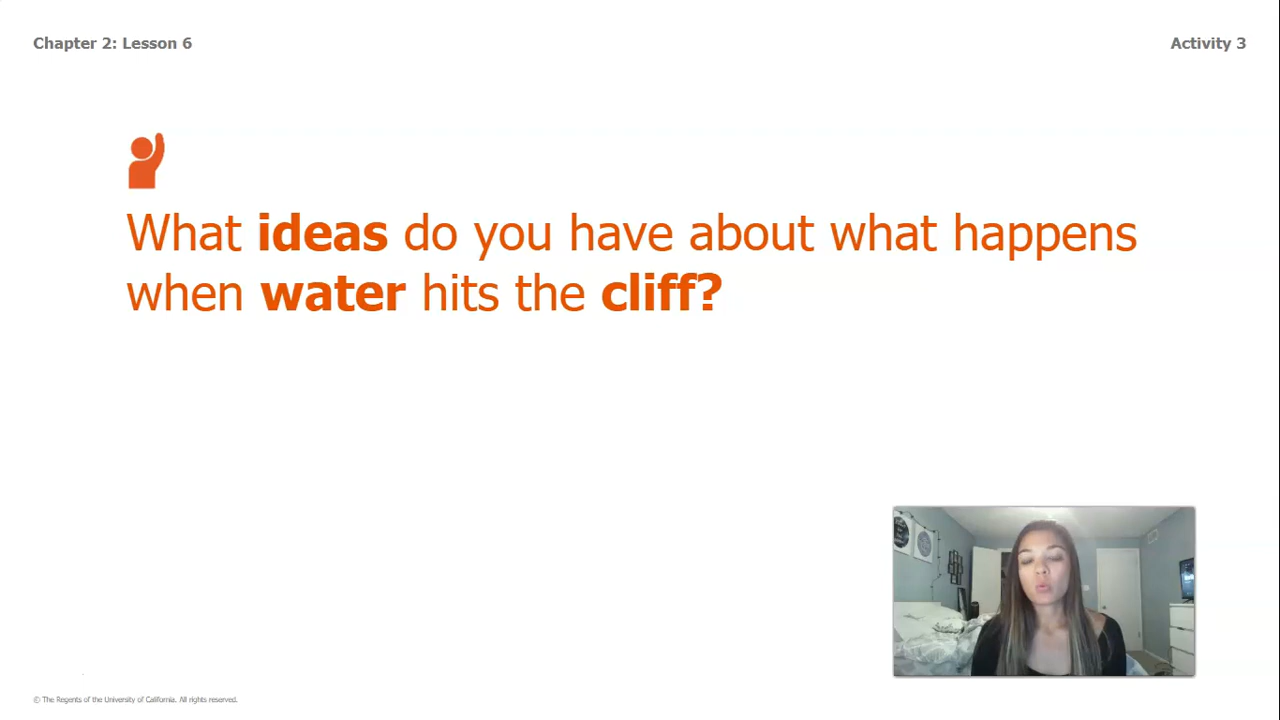 Chapter 2: Lesson 6
Activity 3
What ideas do you have about what happens
when water hits the cliff?
© The Regents of the University of California. All rights reserved.